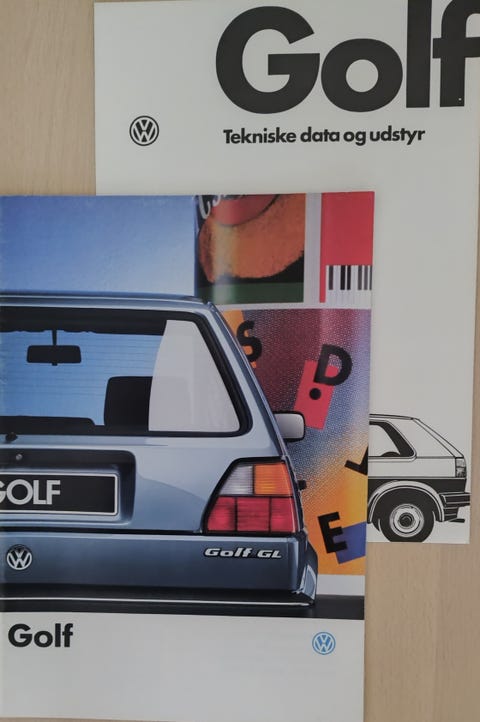 Golf
Tekniske data og udstyr
S
D
E
GOLF
Golf GL
Golf